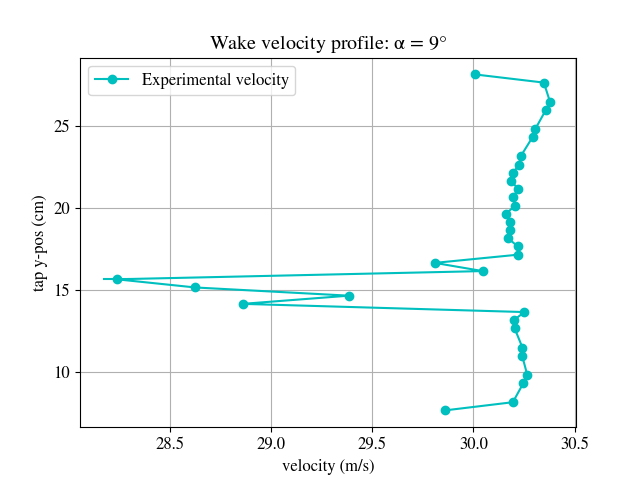 Wake velocity profile: α = 9°
Experimental velocity
tap y-pos (cm)
25
20
15
10
28.5 29.0 29.5 30.0 30.5
velocity (m/s)